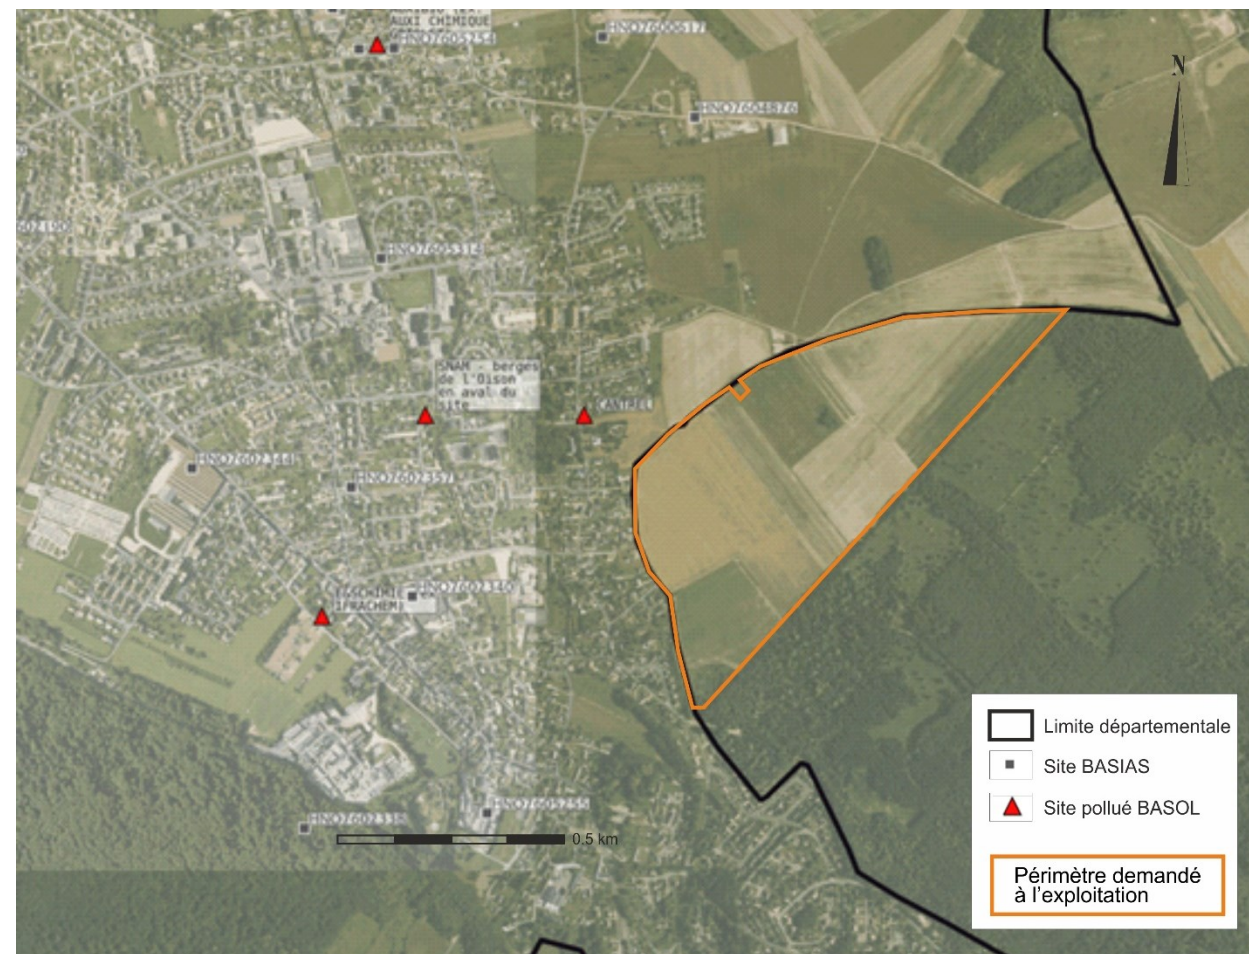 AUXI CHIMIQUE
HNO7605254
HNO7600617
N
HNO7604876
HNO7605314
SNAM - berges
de l'Oison
en aval du
site
CANTREL
HNO7602344
HNO7602357
HNO7602340
HNO7605255
HNO7602338
0.5 km
Limite départementale
Site BASIAS
Site pollué BASOL
Périmètre demandé
à l'exploitation